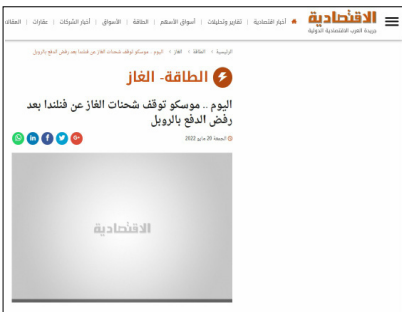 الاقتصادية
جريدة العرب الاقتصادية الدولية
أخبار اقتصادية | تقارير وتحليلات | أسواق الأسهم | الطاقة | الأسواق | أخبار الشركات | عقارات | المقالات
الرئيسية > الطاقة > الغاز > اليوم .. موسكو توقف شحنات الغاز عن فنلندا بعد رفض الدفع بالروبل
الطاقة- الغاز
اليوم .. موسكو توقف شحنات الغاز عن فنلندا بعد
رفض الدفع بالروبل
الجمعة 20 مايو 2022
الاقتصادية